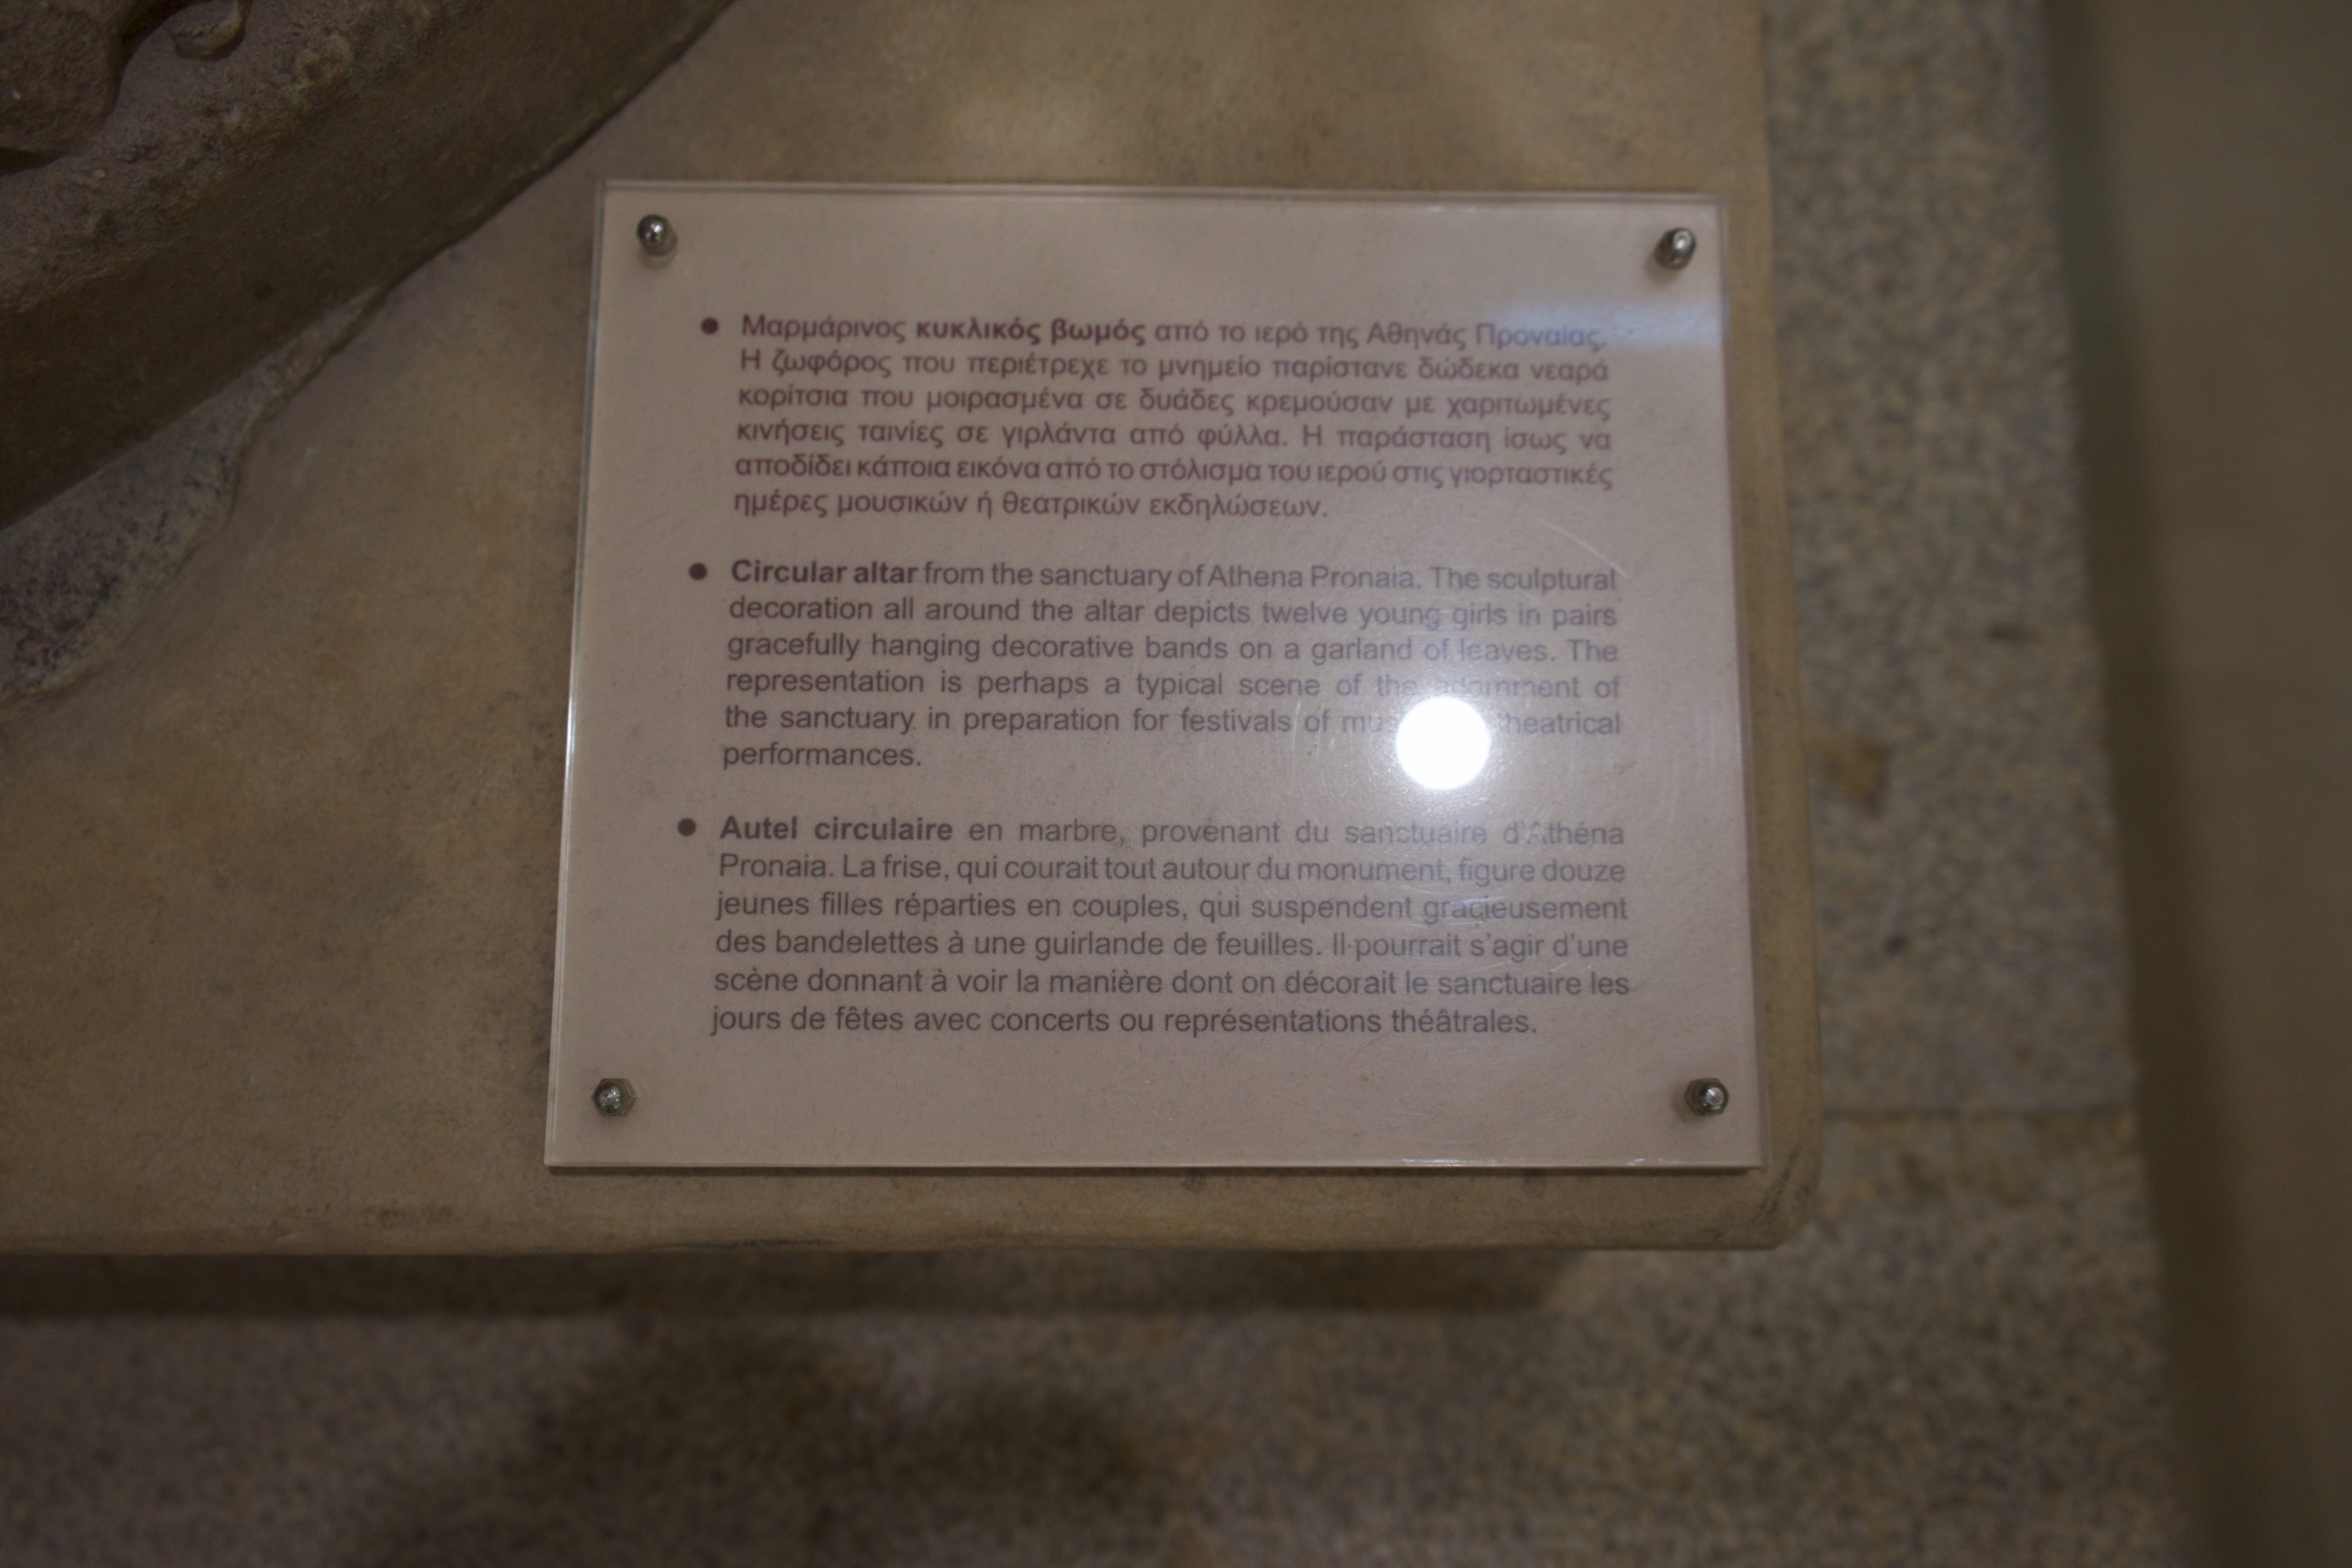 ● Μαρμάρινος κυκλικός βωμός από το ιερό της Αθηνάς Προναίας.
Η ζωφόρος που περιέτρεχε το μνημείο παρίστανε δώδεκα νεαρά
κορίτσια που μοιρασμένα σε δυάδες κρεμούσαν με χαριτωμένες
κινήσεις ταινίες σε γιρλάντα από φύλλα. Η παράσταση ίσως να
αποδίδει κάποια εικόνα από το στόλισμα του ιερού στις γιορταστικές
ημέρες μουσικών ή θεατρικών εκδηλώσεων.
● Circular altar from the sanctuary of Athena Pronaia. The sculptural
decoration all around the altar depicts twelve young girls in pairs
gracefully hanging decorative bands on a garland of leaves. The
representation is perhaps a typical scene of the adornment of
the sanctuary in preparation for festivals of theatrical
performances.
● Autel circulaire en marbre, provenant du sanctuaire d'Athéna
Pronaia. La frise, qui courait tout autour du monument, figure douze
jeunes filles réparties en couples, qui suspendent gracieusement
des bandelettes à une guirlande de feuilles. Il pourrait s'agir d'une
scène donnant à voir la manière dont on décorait le sanctuaire les
jours de fêtes avec concerts ou représentations théâtrales.